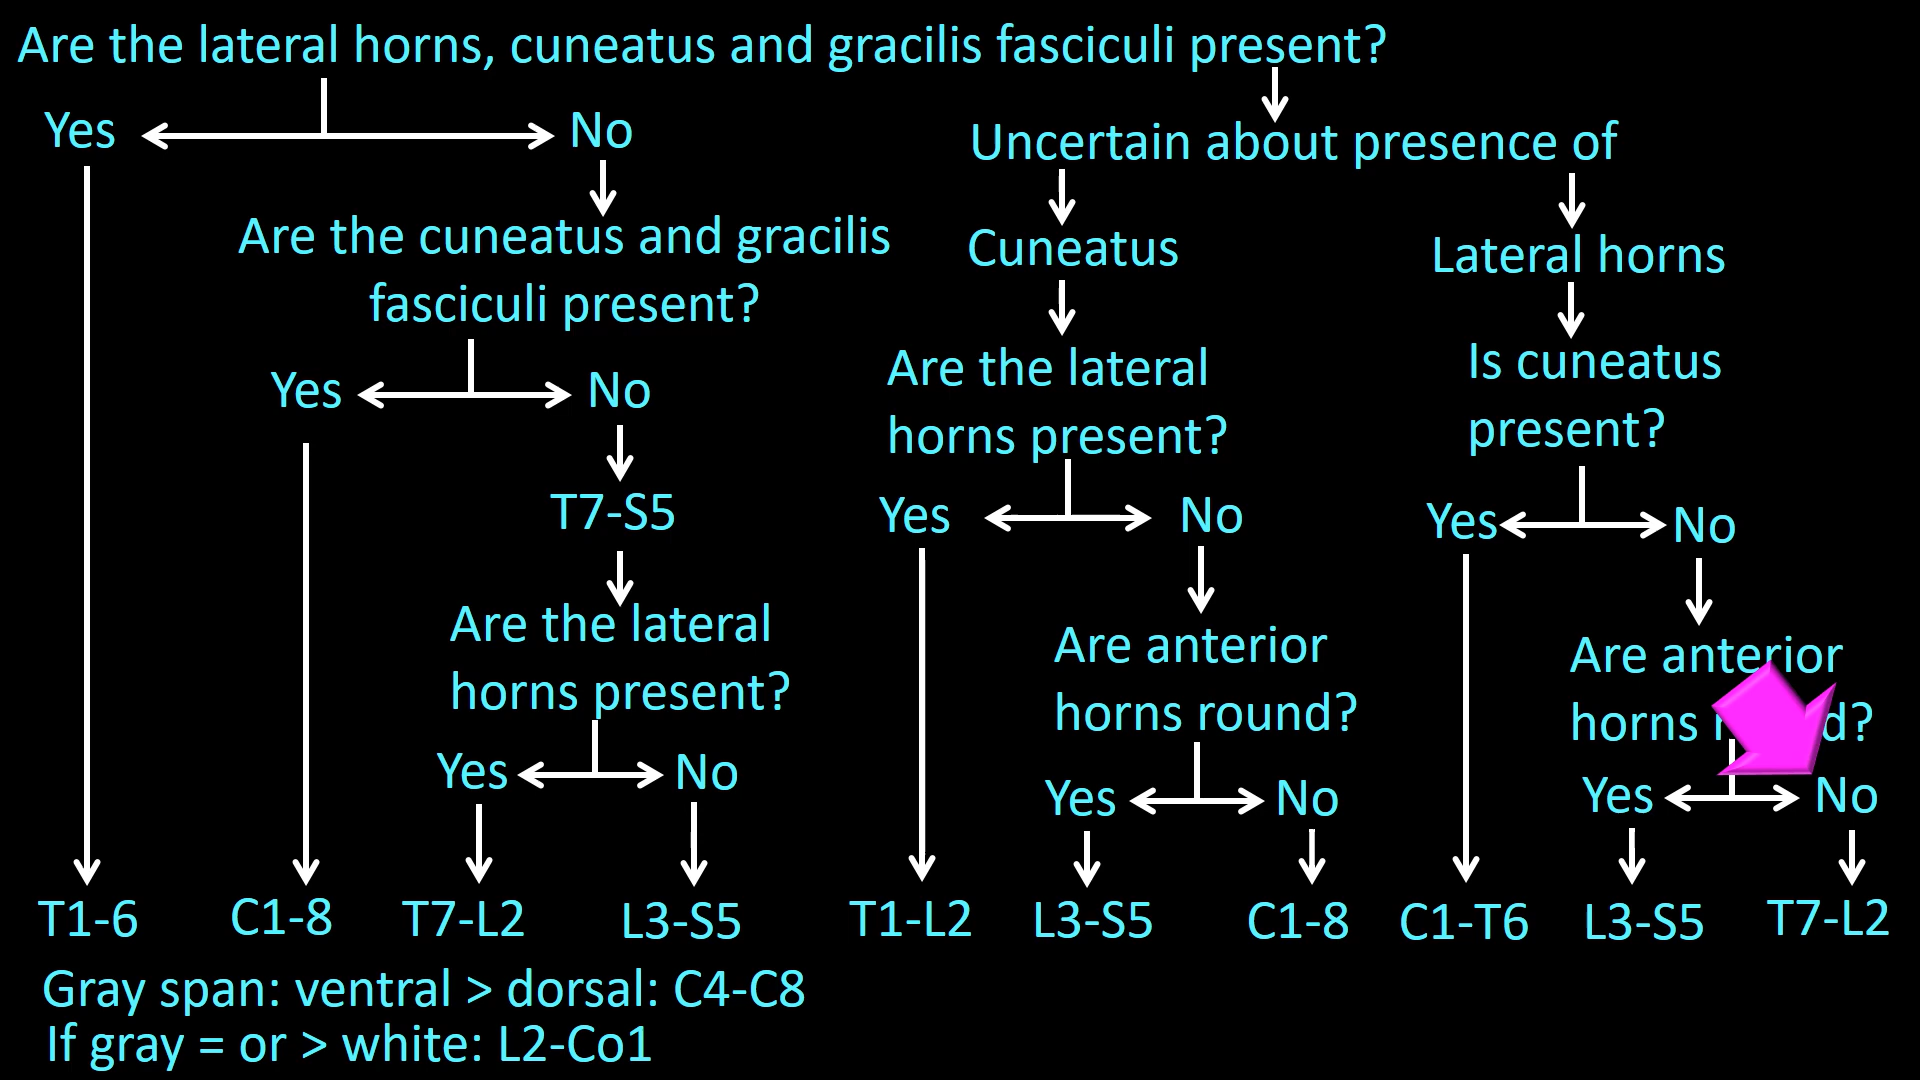 Are the lateral horns, cuneatus and gracilis fasciculi present?
Yes
No
Are the cuneatus and gracilis
fasciculi present?
Yes
No
T7-S5
Are the lateral
horns present?
Yes
No
Uncertain about presence of
Cuneatus
Are the lateral
horns present?
Yes
No
Are anterior
horns round?
Yes
No
Lateral horns
Is cuneatus
present?
Yes
No
Are anterior
horns
Yes
No
T1-6
C1-8
T7-L2
L3-S5
T1-L2
L3-S5
C1-8
C1-T6
L3-S5
T7-L2
Gray span: ventral > dorsal: C4-C8
If gray = or > white: L2-Co1